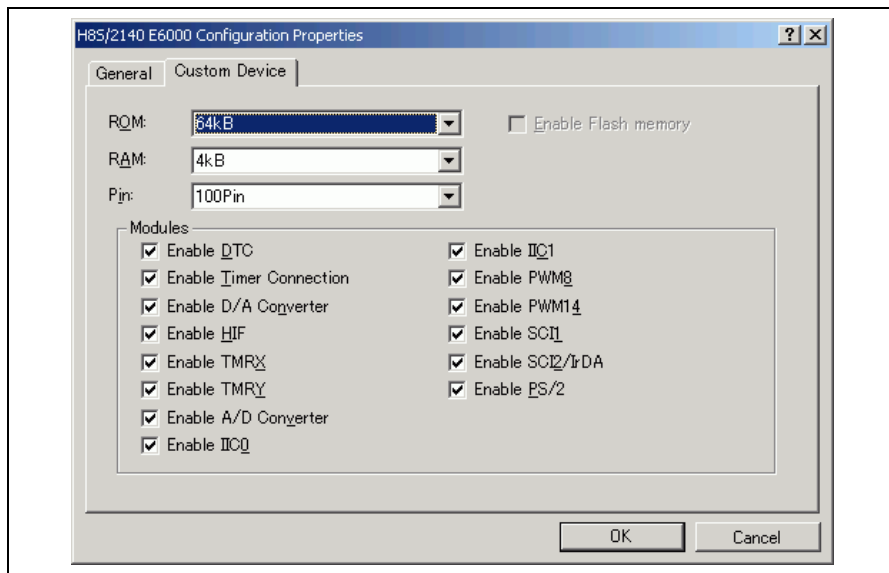 H8S/2140 E6000 Configuration Properties
General
Custom Device
ROM:
64kB
Enable Flash memory
RAM:
4kB
Pin:
100Pin
Modules
Enable DTC
Enable Timer Connection
Enable D/A Converter
Enable HIF
Enable TMRX
Enable TMRY
Enable A/D Converter
Enable IIC0
Enable IIC1
Enable PWM8
Enable PWM14
Enable SCI1
Enable SCI2/IrDA
Enable PS/2
OK
Cancel